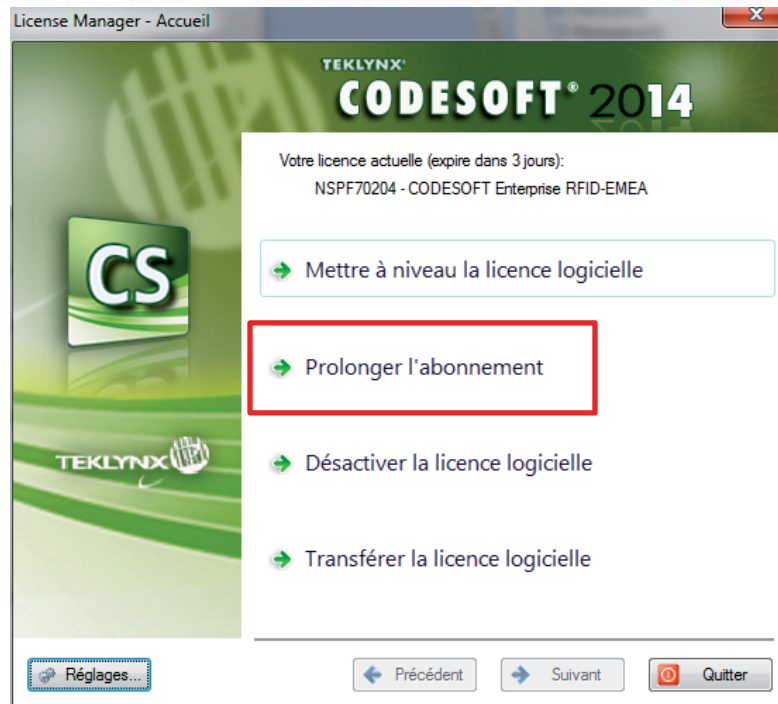 License Manager - Accueil
TEKLYNX®
CODESOFT® 2014
Votre licence actuelle (expire dans 3 jours):
NSPF70204 - CODESOFT Enterprise RFID-EMEA
CS
Mettre à niveau la licence logicielle
Prolonger l'abonnement
TEKLYNX
Désactiver la licence logicielle
Transférer la licence logicielle
Réglages...
Précédent
Suivant
Quitter